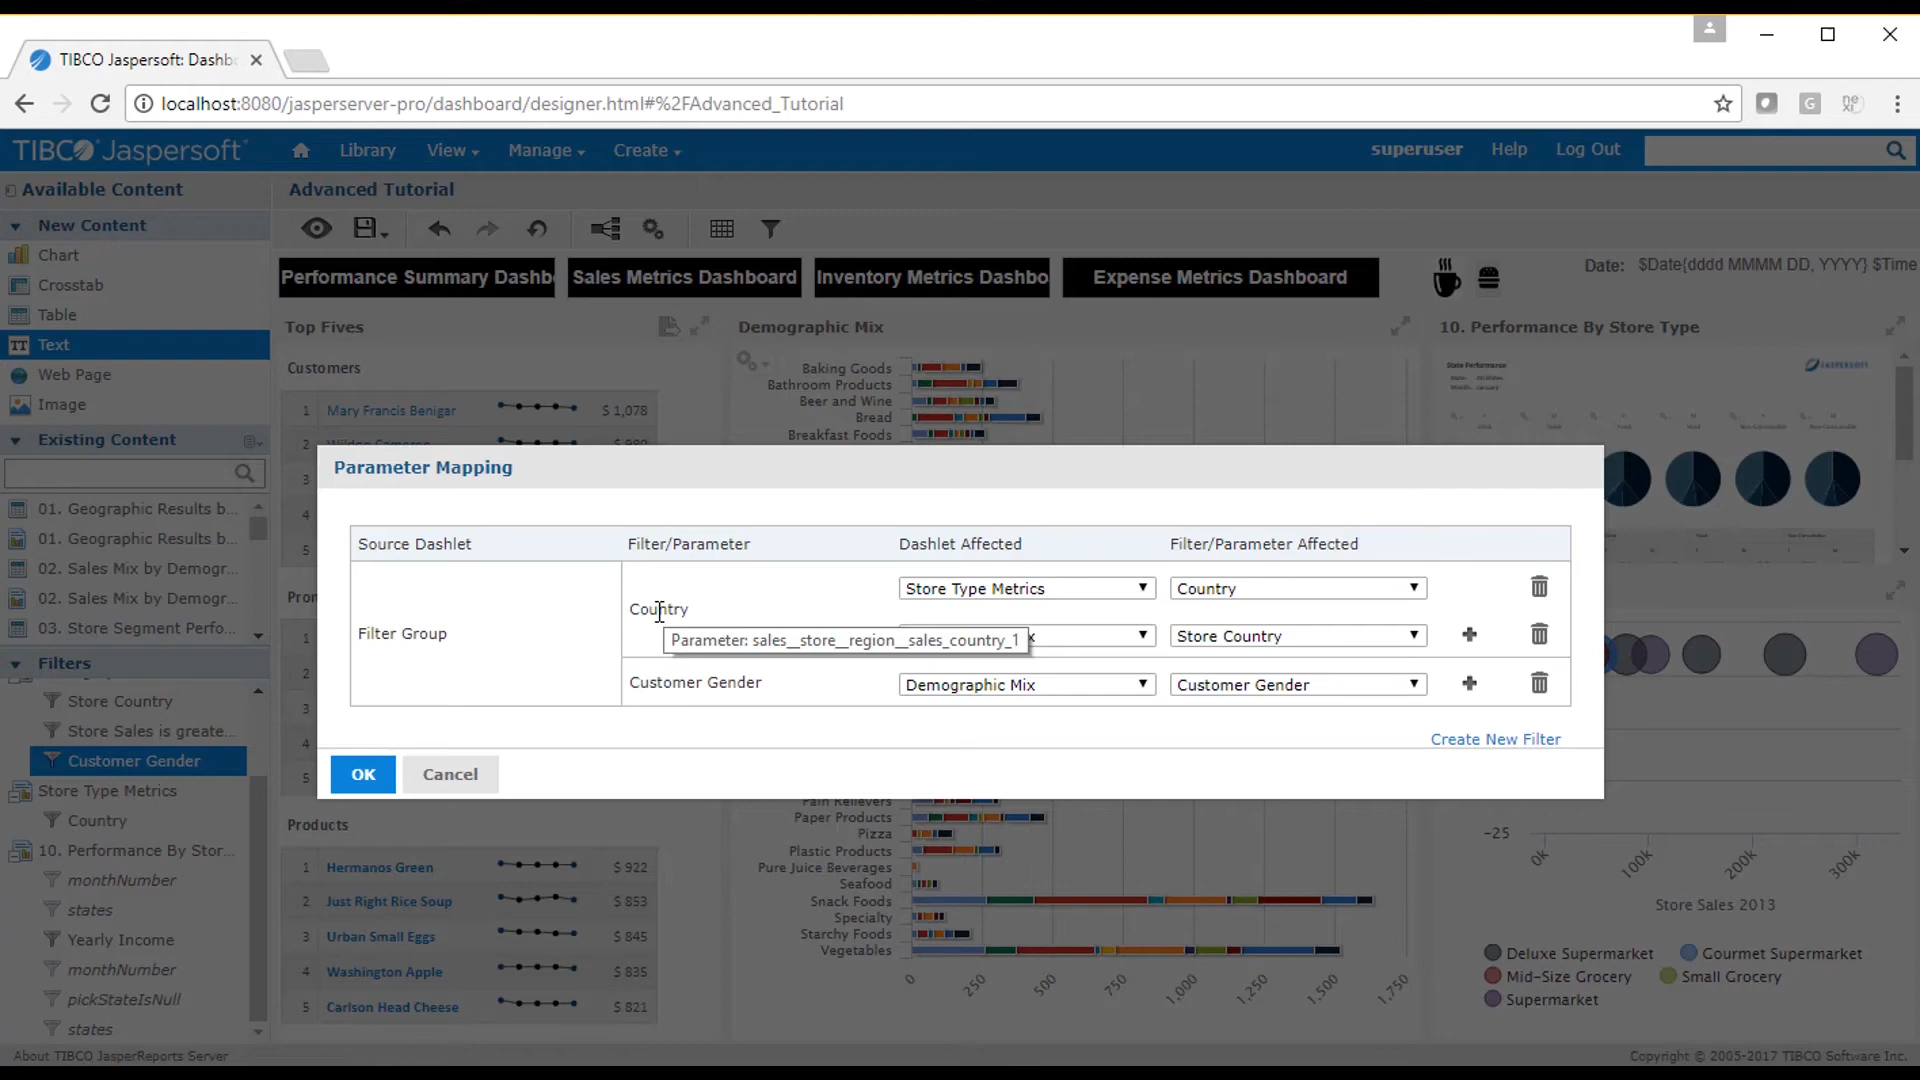 TIBCO Jaspersoft: Dashb
localhost:8080/jasperserver-pro/dashboard/designer.html#%2FAdvanced_Tutorial
TIBCO Jaspersoft
Library
View
Manage
Create
superuser
Help
Log Out
Available Content
Advanced Tutorial
New Content
Chart
Crosstab
Table
Text
Web Page
Image
Existing Content
01. Geographic Results b...
01. Geographic Results b...
02. Sales Mix by Demogr...
02. Sales Mix by Demogr...
03. Store Segment Perfo...
Filters
Store Country
Store Sales is greate...
Customer Gender
Store Type Metrics
Country
10. Performance By Stor...
monthNumber
states
Yearly Income
monthNumber
pickStateIsNull
states
Performance Summary Dashb
Sales Metrics Dashboard
Inventory Metrics Dashbo
Expense Metrics Dashboard
Date: $Date{dddd MMMM DD, YYYY} $Time
Top Fives
Customers
1 Mary Francis Benigar $ 1,078
2
3
4
5
Pro
1
2
3
4
5
Products
1 Hermanos Green $ 922
2 Just Right Rice Soup $ 853
3 Urban Small Eggs $ 845
4 Washington Apple $ 835
5 Carlson Head Cheese $ 821
Demographic Mix
Baking Goods
Bathroom Products
Beer and Wine
Bread
Breakfast Foods
Pain Relievers
Paper Products
Pizza
Plastic Products
Pure Juice Beverages
Seafood
Snack Foods
Specialty
Starchy Foods
Vegetables
0 250 500 750 1,000 1,250 1,500 1,750
10. Performance By Store Type
State Performance
JASPERSOFT
-25
0k 100k 200k 300k
Store Sales 2013
Deluxe Supermarket Gourmet Supermarket
Mid-Size Grocery Small Grocery
Supermarket
Parameter Mapping
Source Dashlet Filter/Parameter Dashlet Affected Filter/Parameter Affected
Filter Group
Country
Store Type Metrics Country
Parameter: sales__store__region__sales_country_1
x Store Country
Customer Gender Demographic Mix Customer Gender
Create New Filter
OK
Cancel
About TIBCO JasperReports Server
Copyright © 2005-2017 TIBCO Software Inc.